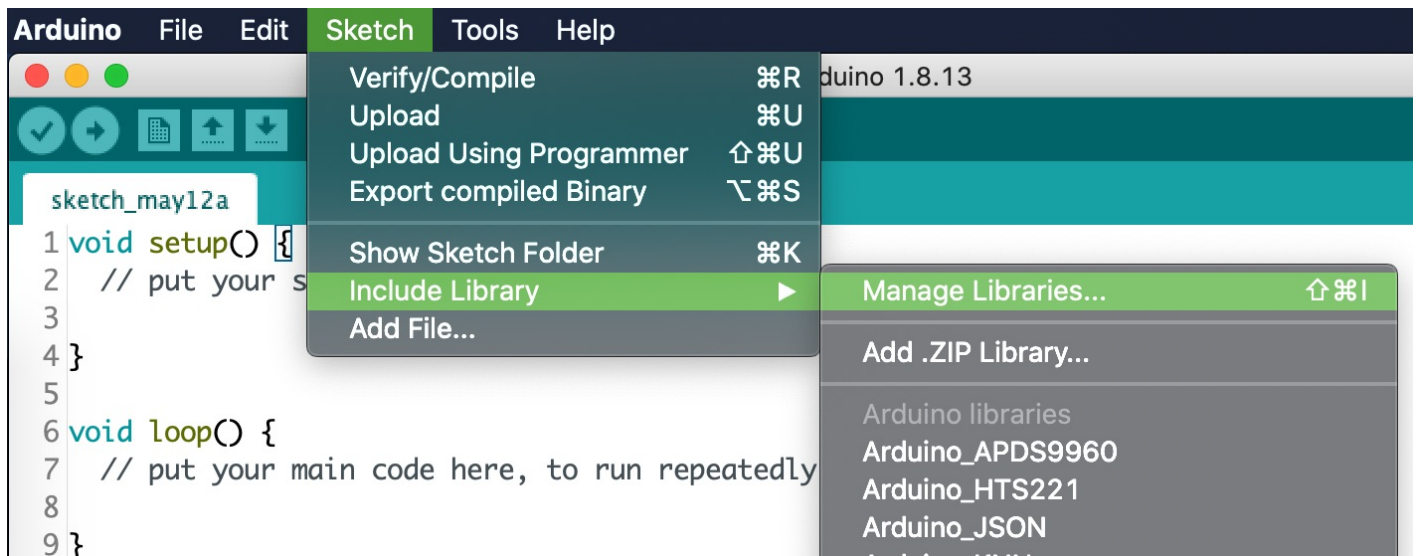 Arduino File Edit Sketch Tools Help
duino 1.8.13
Verify/Compile ⌘R
Upload ⌘U
Upload Using Programmer ⇧⌘U
Export compiled Binary ⌥⌘S
Show Sketch Folder ⌘K
Include Library ▶
Add File...
Manage Libraries... ⇧⌘I
Add .ZIP Library...
Arduino libraries
Arduino_APDS9960
Arduino_HTS221
Arduino_JSON
sketch_may12a
1 void setup() {
2 // put your s
3
4 }
5
6 void loop() {
7 // put your main code here, to run repeatedly
8
9 }